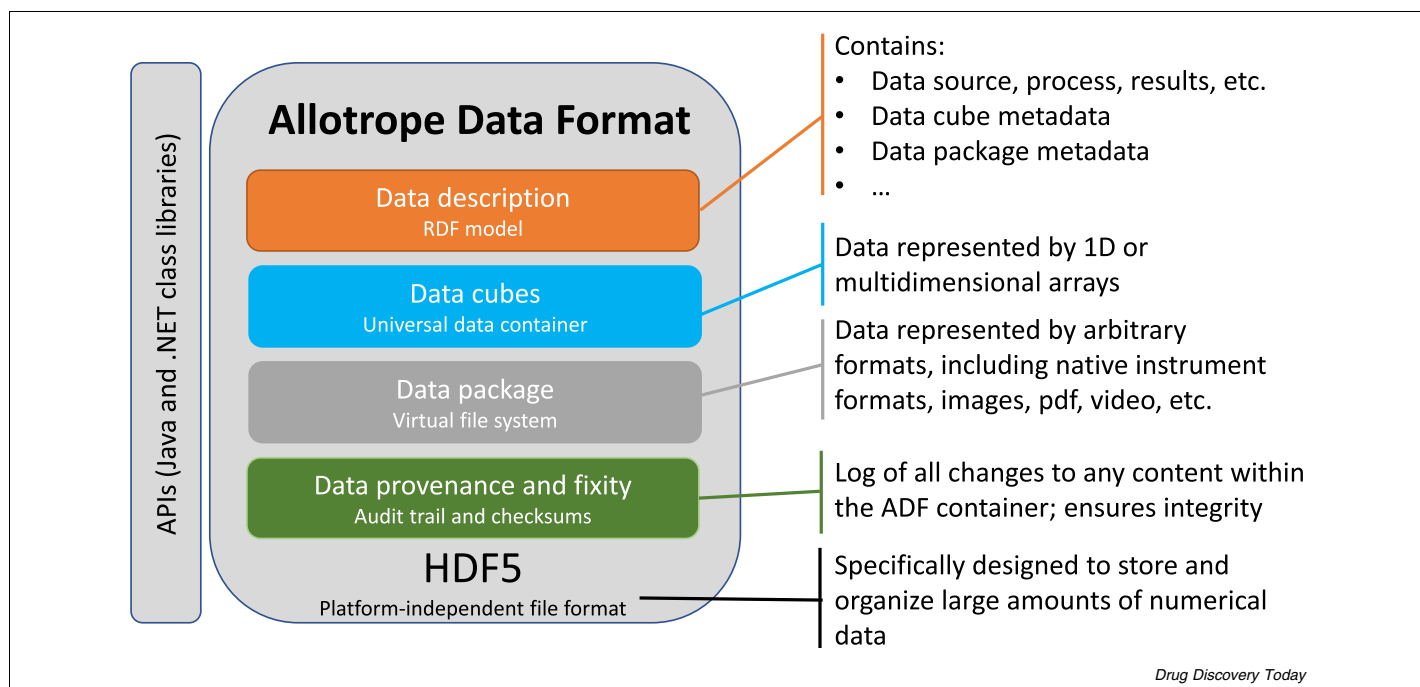 APIs (Java and .NET class libraries)
Allotrope Data Format
Data description
RDF model
Data cubes
Universal data container
Data package
Virtual file system
Data provenance and fixity
Audit trail and checksums
HDF5
Platform-independent file format
Contains:
• Data source, process, results, etc.
• Data cube metadata
• Data package metadata
• ...
Data represented by 1D or
multidimensional arrays
Data represented by arbitrary
formats, including native instrument
formats, images, pdf, video, etc.
Log of all changes to any content within
the ADF container; ensures integrity
Specifically designed to store and
organize large amounts of numerical
data
Drug Discovery Today